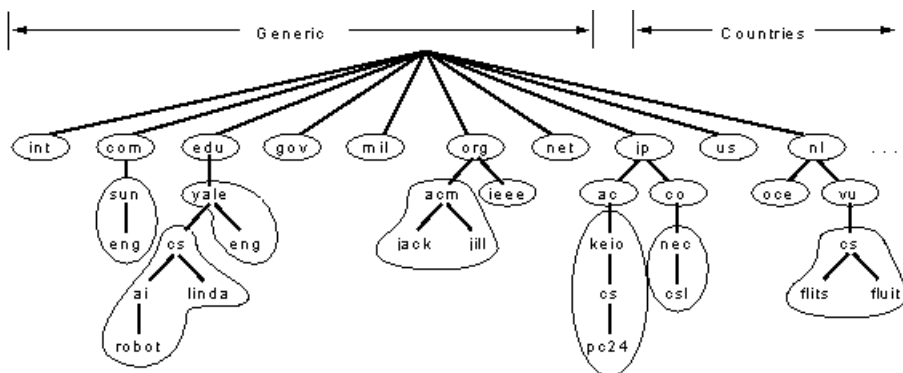 Generic Countries
int com edu gov mil org net jp us nl ...
sun yale acm ieee ac co oce vu
eng cs eng jack jill keio nec cs
ai linda cs csl flits fluit
robot pc24